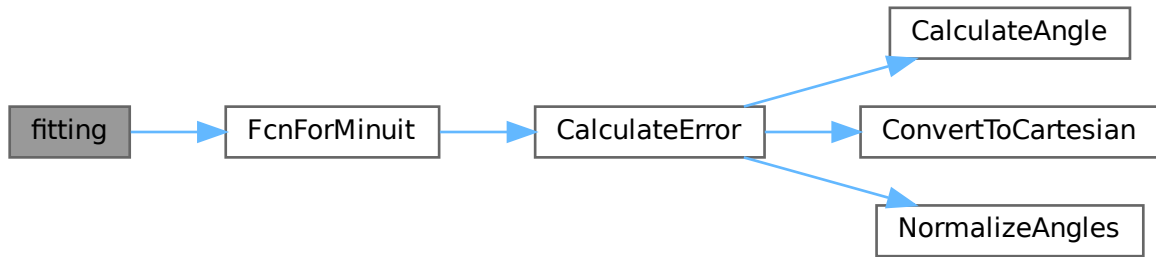 fitting
FcnForMinuit
CalculateError
CalculateAngle
ConvertToCartesian
NormalizeAngles